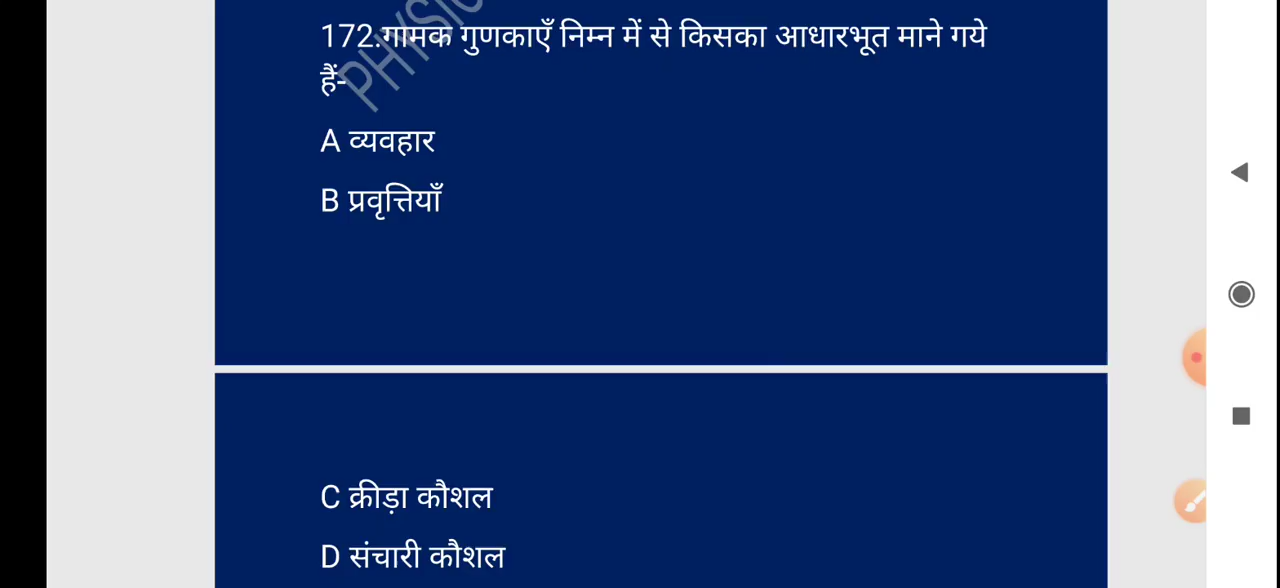 172.गामक गुणकाएँ निम्न में से किसका आधारभूत माने गये
हैं-
A व्यवहार
B प्रवृत्तियाँ
C क्रीड़ा कौशल
D संचारी कौशल